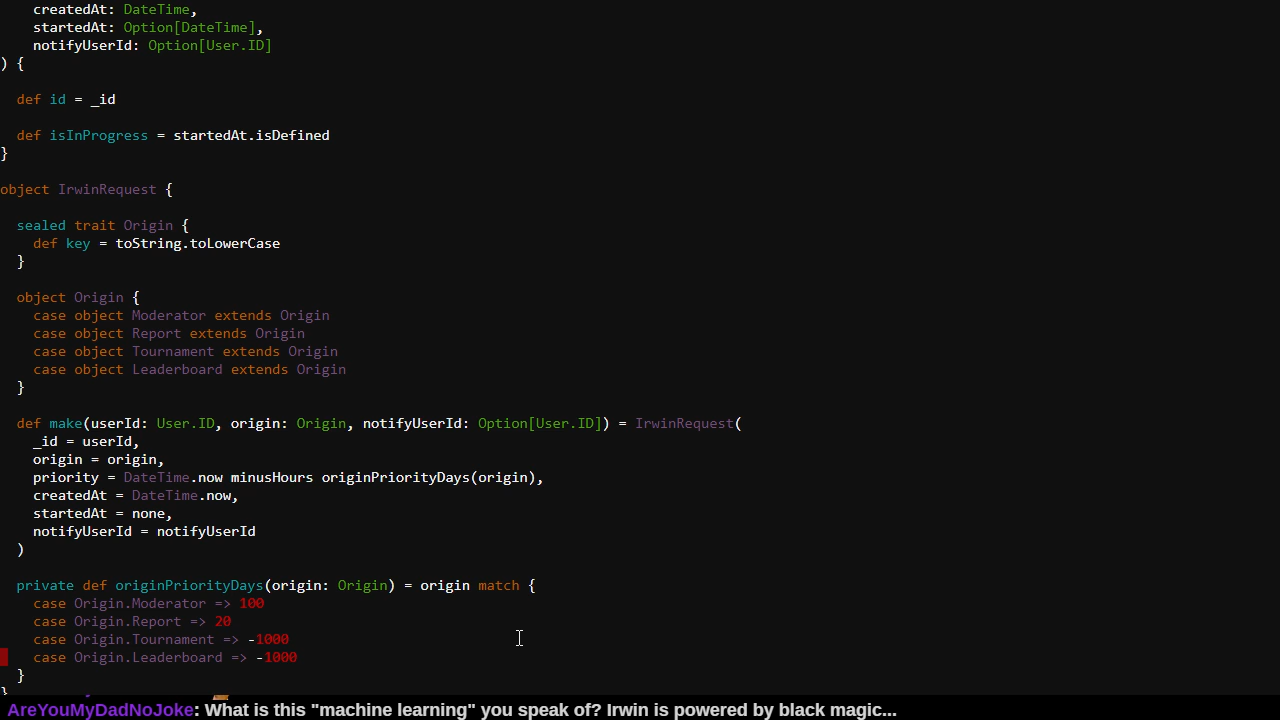 createdAt: DateTime,
startedAt: Option[DateTime],
notifyUserId: Option[User.ID]
) {
def id = _id
def isInProgress = startedAt.isDefined
}
object IrwinRequest {
sealed trait Origin {
def key = toString.toLowerCase
}
object Origin {
case object Moderator extends Origin
case object Report extends Origin
case object Tournament extends Origin
case object Leaderboard extends Origin
}
def make(userId: User.ID, origin: Origin, notifyUserId: Option[User.ID]) = IrwinRequest(
_id = userId,
origin = origin,
priority = DateTime.now minusHours originPriorityDays(origin),
createdAt = DateTime.now,
startedAt = none,
notifyUserId = notifyUserId
)
private def originPriorityDays(origin: Origin) = origin match {
case Origin.Moderator => 100
case Origin.Report => 20
case Origin.Tournament => -1000
case Origin.Leaderboard => -1000
}
}
AreYouMyDadNoJoke: What is this "machine learning" you speak of? Irwin is powered by black magic...